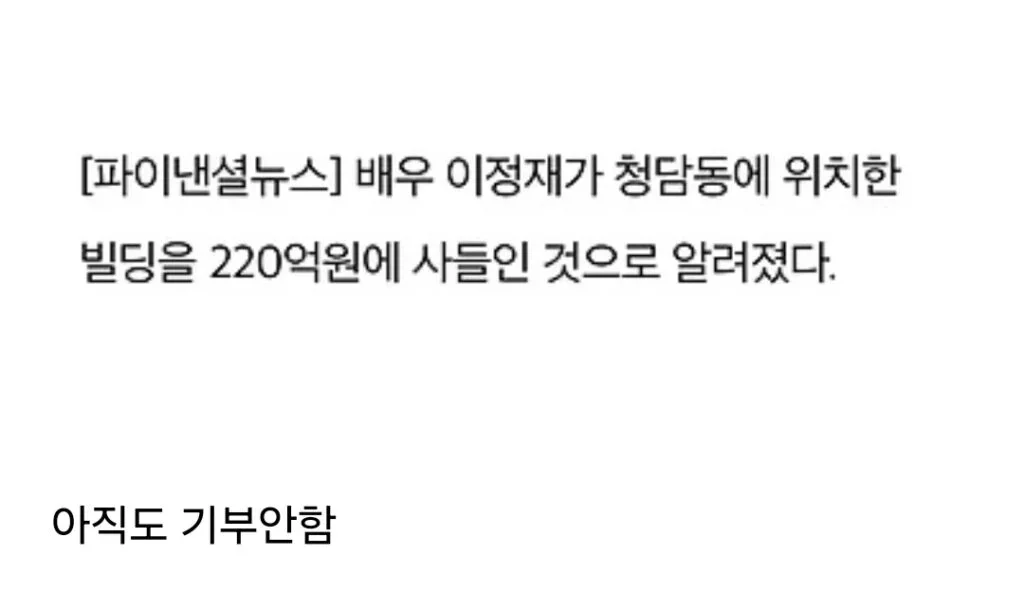 [파이낸셜뉴스] 배우 이정재가 청담동에 위치한
빌딩을 220억원에 사들인 것으로 알려졌다.
아직도 기부안함